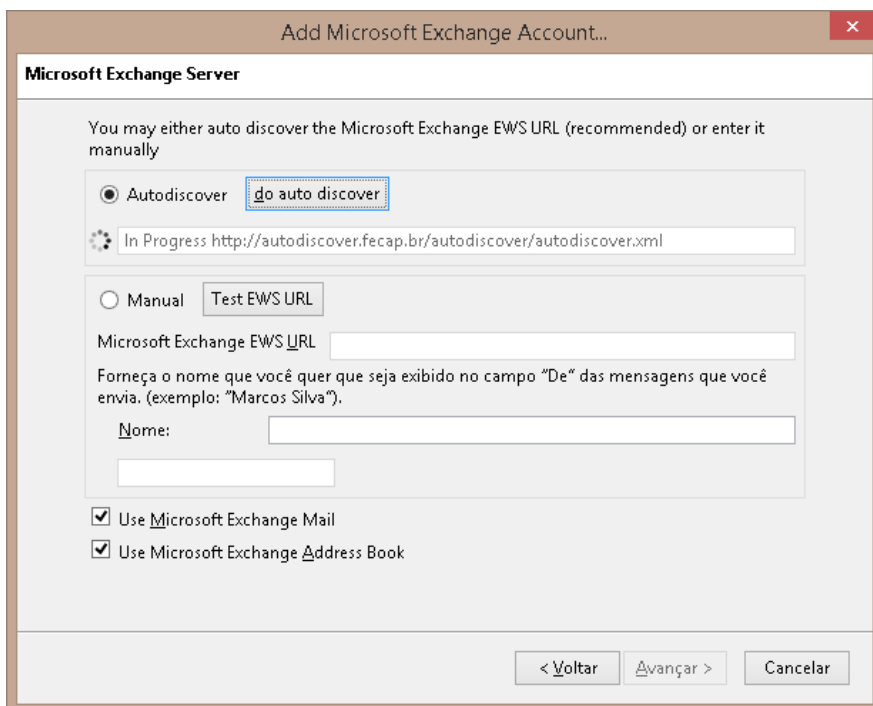 Add Microsoft Exchange Account...
Microsoft Exchange Server
You may either auto discover the Microsoft Exchange EWS URL (recommended) or enter it
manually
Autodiscover do auto discover
In Progress http://autodiscover.fecap.br/autodiscover/autodiscover.xml
Manual Test EWS URL
Microsoft Exchange EWS URL
Forneça o nome que você quer que seja exibido no campo "De" das mensagens que você
envia. (exemplo: "Marcos Silva").
Nome:
Use Microsoft Exchange Mail
Use Microsoft Exchange Address Book
< Voltar Avançar > Cancelar